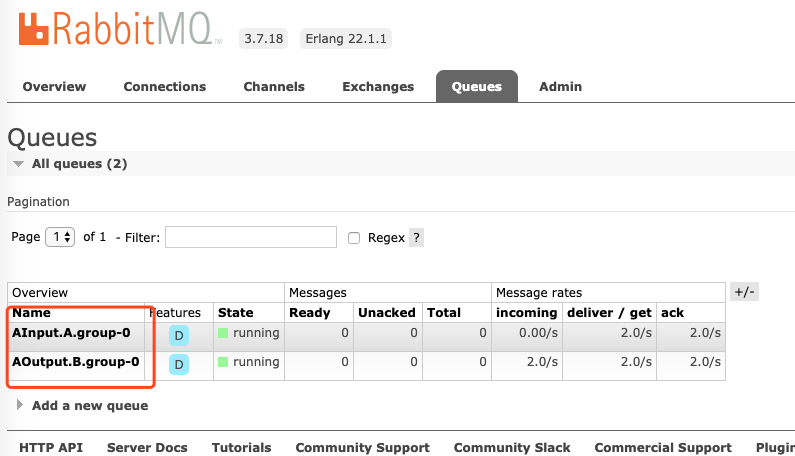 RabbitMQ TM 3.7.18 Erlang 22.1.1
Overview Connections Channels Exchanges Queues Admin
Queues
All queues (2)
Pagination
Page 1 of 1 - Filter: Regex ?
Overview Messages Message rates +/-
Name Features State Ready Unacked Total incoming deliver / get ack
AInput.A.group-0 D running 0 0 0 0.00/s 2.0/s 2.0/s
AOutput.B.group-0 D running 0 0 0 2.0/s 2.0/s 2.0/s
Add a new queue
HTTP API Server Docs Tutorials Community Support Community Slack Commercial Support Plugin